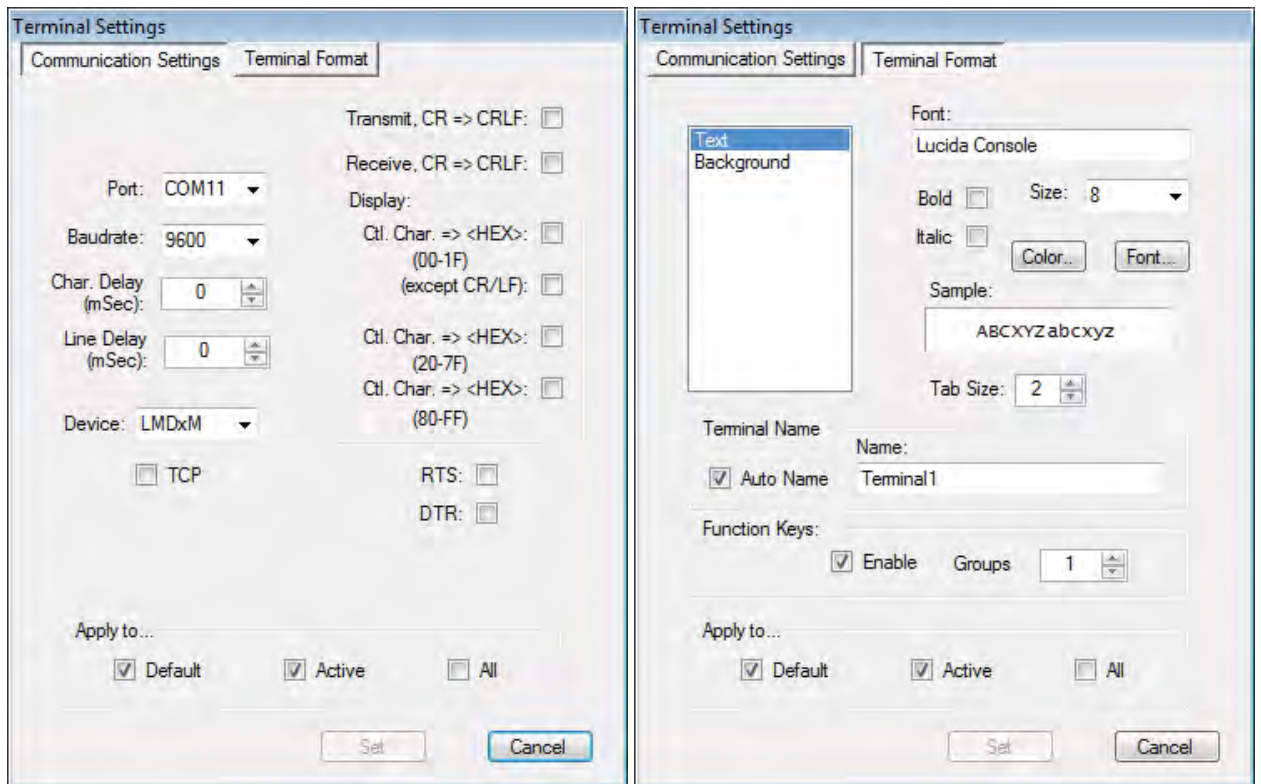 Terminal Settings
Communication Settings Terminal Format
Transmit, CR => CRLF:
Receive, CR => CRLF:
Port: COM11
Display:
Baudrate: 9600
Ctl. Char. => <HEX>:
(00-1F)
(except CR/LF):
Char. Delay
(mSec): 0
Line Delay
(mSec): 0
Ctl. Char. => <HEX>:
(20-7F)
Ctl. Char. => <HEX>:
(80-FF)
Device: LMDxM
TCP
RTS:
DTR:
Apply to...
Default Active All
Set Cancel
Terminal Settings
Communication Settings Terminal Format
Text
Background
Font:
Lucida Console
Bold Size: 8
Italic
Color.. Font...
Sample:
ABCXYZabcxyz
Tab Size: 2
Terminal Name
Name:
Auto Name Terminal1
Function Keys:
Enable Groups 1
Apply to...
Default Active All
Set Cancel